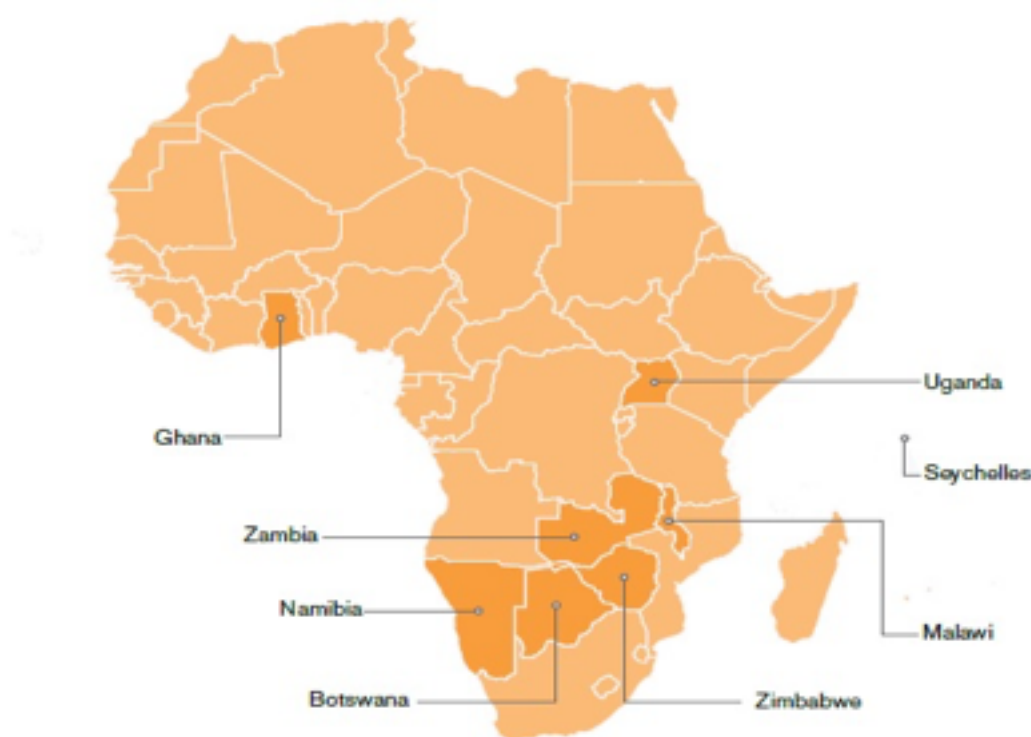 Uganda
Ghana
Seychelles
Zambia
Namibia
Malawi
Botswana
Zimbabwe